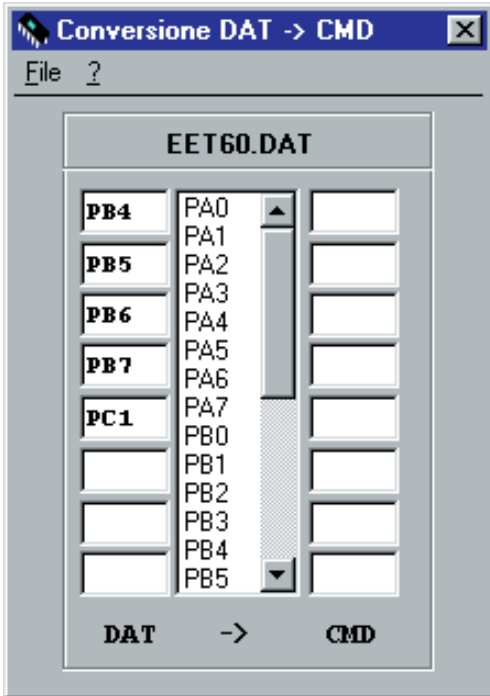 Conversione DAT -> CMD
File ?
EET60.DAT
PB4
PB5
PB6
PB7
PC1
PA0
PA1
PA2
PA3
PA4
PA5
PA6
PA7
PB0
PB1
PB2
PB3
PB4
PB5
DAT -> CMD